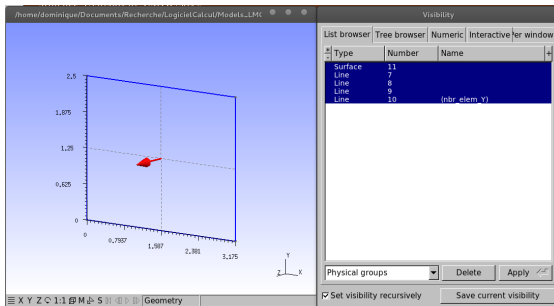 /home/dominique/Documents/Recherche/LogicielCalcul/Models_LM(
2.5
1.875
1.25
0.625
0
0
0.7937
1.587
2.381
3.175
Y
Z
X
X Y Z 1:1 M S Geometry
Visibility
List browser Tree browser Numeric Interactive Per window
Type Number Name +
Surface 11
Line 7
Line 8
Line 9
Line 10 (nbr_elem_Y)
Physical groups Delete Apply
Set visibility recursively Save current visibility